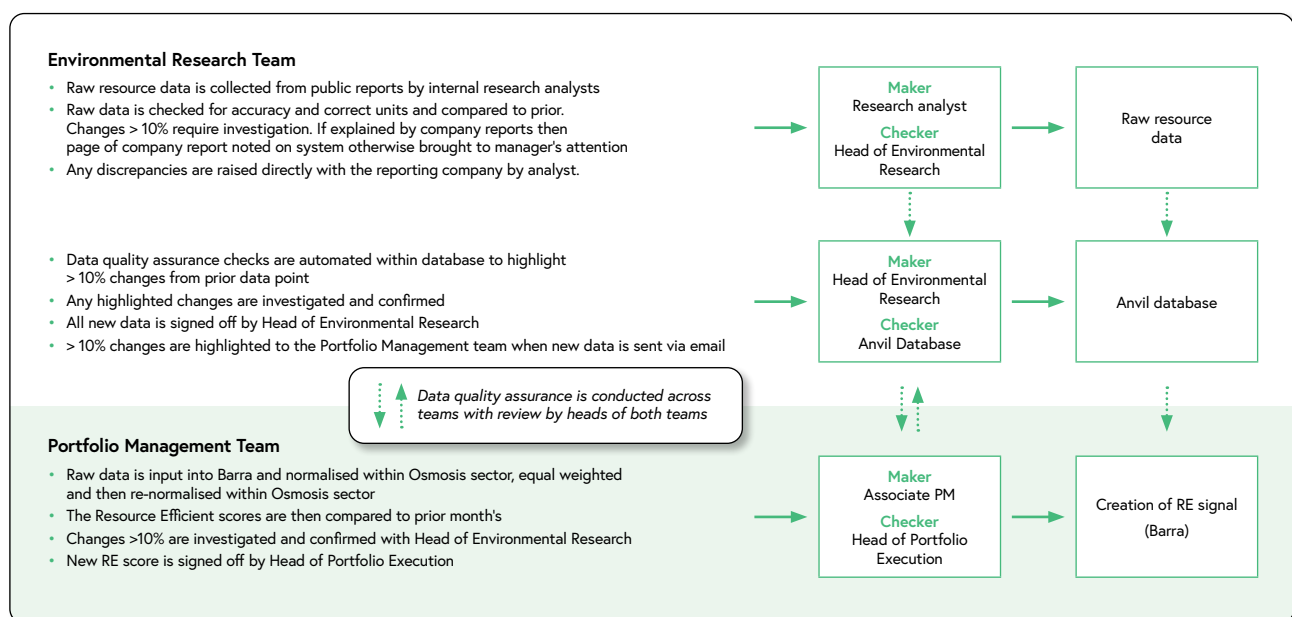 Environmental Research Team
• Raw resource data is collected from public reports by internal research analysts
• Raw data is checked for accuracy and correct units and compared to prior.
Changes > 10% require investigation. If explained by company reports then
page of company report noted on system otherwise brought to manager's attention
• Any discrepancies are raised directly with the reporting company by analyst.
Maker
Research analyst
Checker
Head of Environmental
Research
Raw resource
data
• Data quality assurance checks are automated within database to highlight
> 10% changes from prior data point
• Any highlighted changes are investigated and confirmed
• All new data is signed off by Head of Environmental Research
• > 10% changes are highlighted to the Portfolio Management team when new data is sent via email
Maker
Head of Environmental
Research
Checker
Anvil Database
Anvil database
Data quality assurance is conducted across
teams with review by heads of both teams
Portfolio Management Team
• Raw data is input into Barra and normalised within Osmosis sector, equal weighted
and then re-normalised within Osmosis sector
• The Resource Efficient scores are then compared to prior month's
• Changes >10% are investigated and confirmed with Head of Environmental Research
• New RE score is signed off by Head of Portfolio Execution
Maker
Associate PM
Checker
Head of Portfolio
Execution
Creation of RE signal
(Barra)